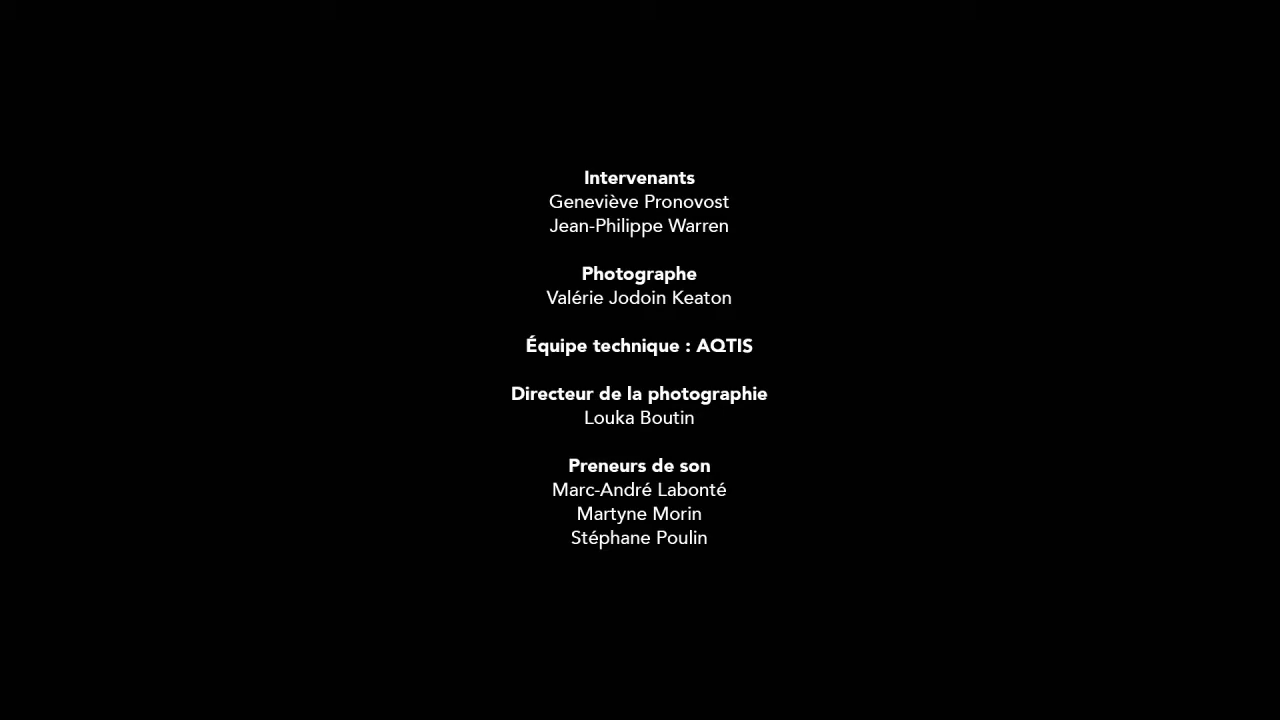 Intervenants
Geneviève Pronovost
Jean-Philippe Warren
Photographe
Valérie Jodoin Keaton
Équipe technique : AQTIS
Directeur de la photographie
Louka Boutin
Preneurs de son
Marc-André Labonté
Martyne Morin
Stéphane Poulin